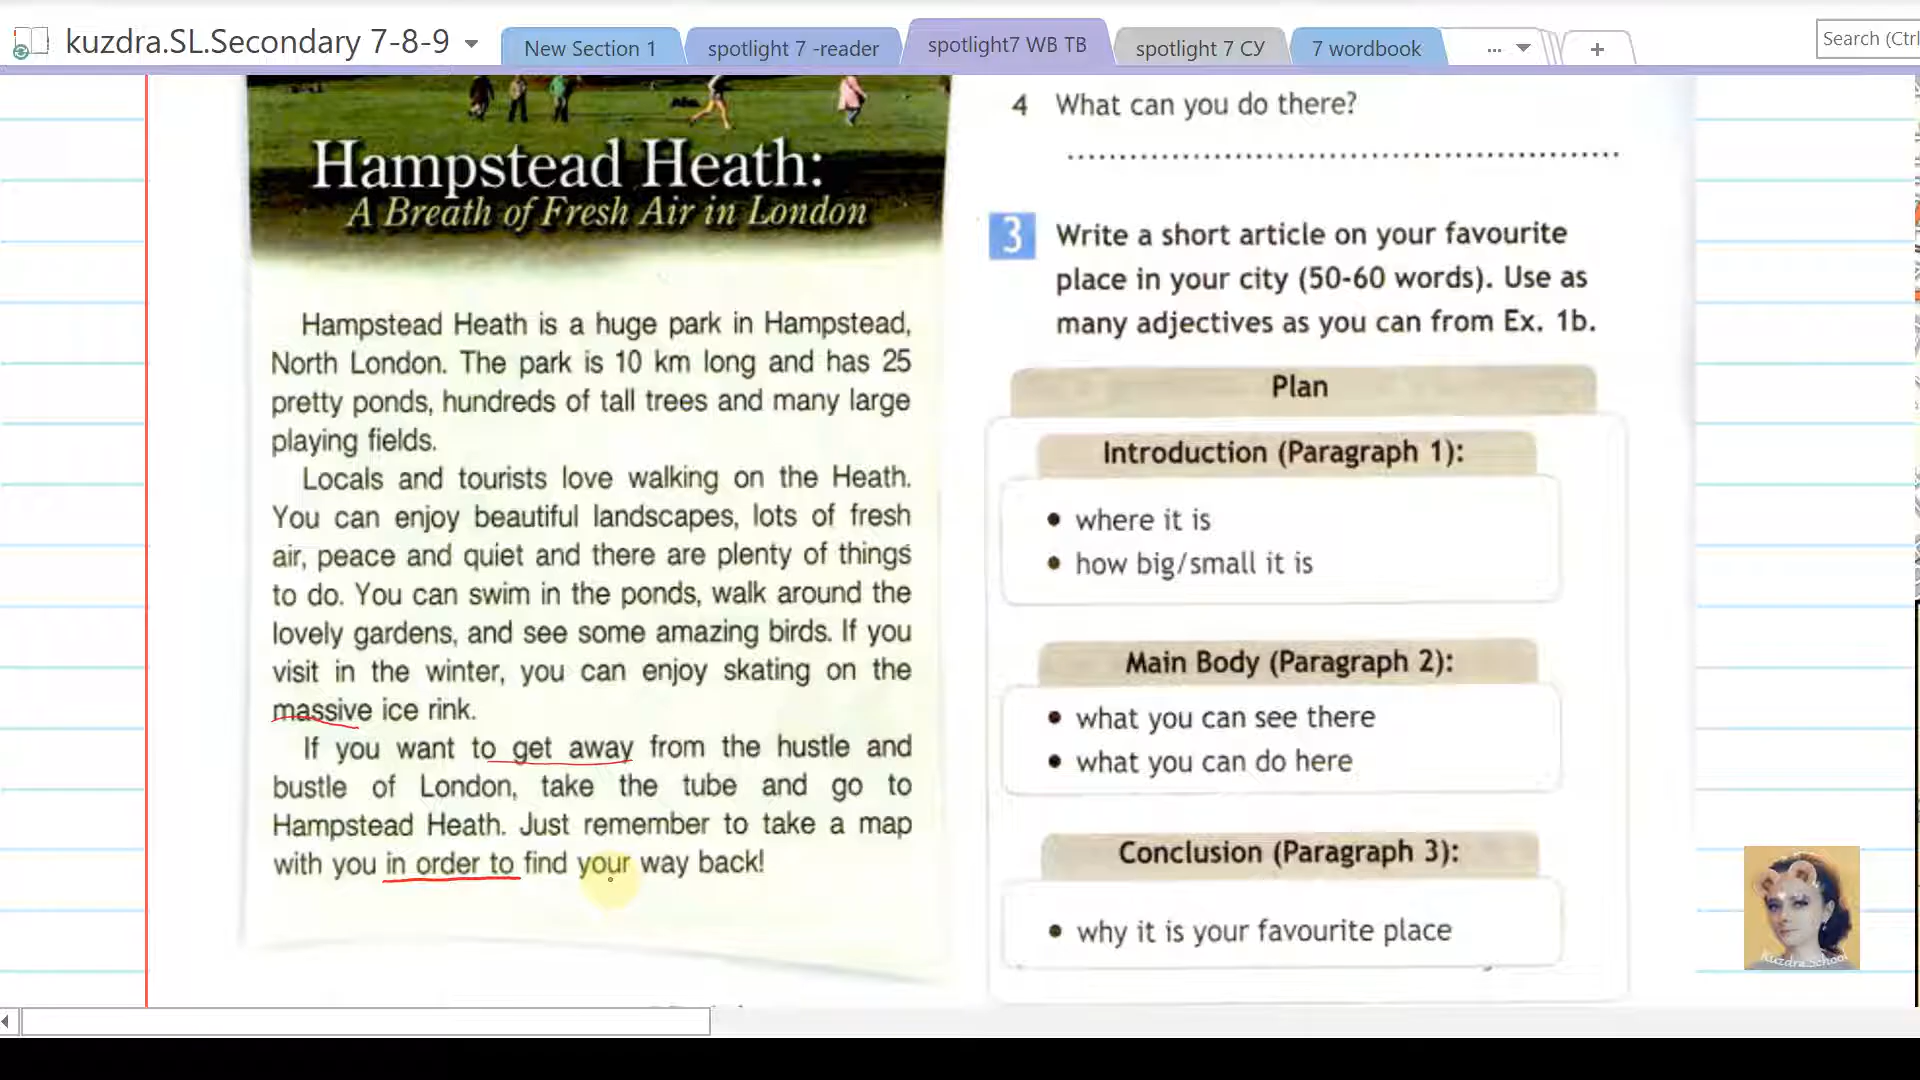 kuzdra.SL.Secondary 7-8-9
New Section 1
spotlight 7 -reader
spotlight7 WB TB
spotlight 7 СУ
7 wordbook
...
+
Search (Ctrl
Hampstead Heath:
A Breath of Fresh Air in London
Hampstead Heath is a huge park in Hampstead,
North London. The park is 10 km long and has 25
pretty ponds, hundreds of tall trees and many large
playing fields.
Locals and tourists love walking on the Heath.
You can enjoy beautiful landscapes, lots of fresh
air, peace and quiet and there are plenty of things
to do. You can swim in the ponds, walk around the
lovely gardens, and see some amazing birds. If you
visit in the winter, you can enjoy skating on the
massive ice rink.
If you want to get away from the hustle and
bustle of London, take the tube and go to
Hampstead Heath. Just remember to take a map
with you in order to find your way back!
4 What can you do there?
3 Write a short article on your favourite
place in your city (50-60 words). Use as
many adjectives as you can from Ex. 1b.
Plan
Introduction (Paragraph 1):
• where it is
• how big/small it is
Main Body (Paragraph 2):
• what you can see there
• what you can do here
Conclusion (Paragraph 3):
• why it is your favourite place
Kuzdra.School